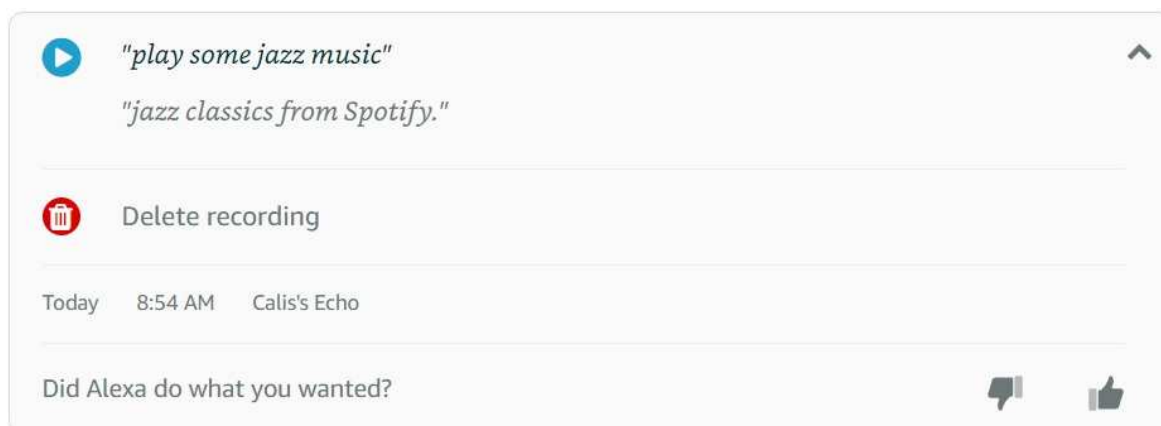 "play some jazz music"
"jazz classics from Spotify."
Delete recording
Today 8:54 AM Calis's Echo
Did Alexa do what you wanted?